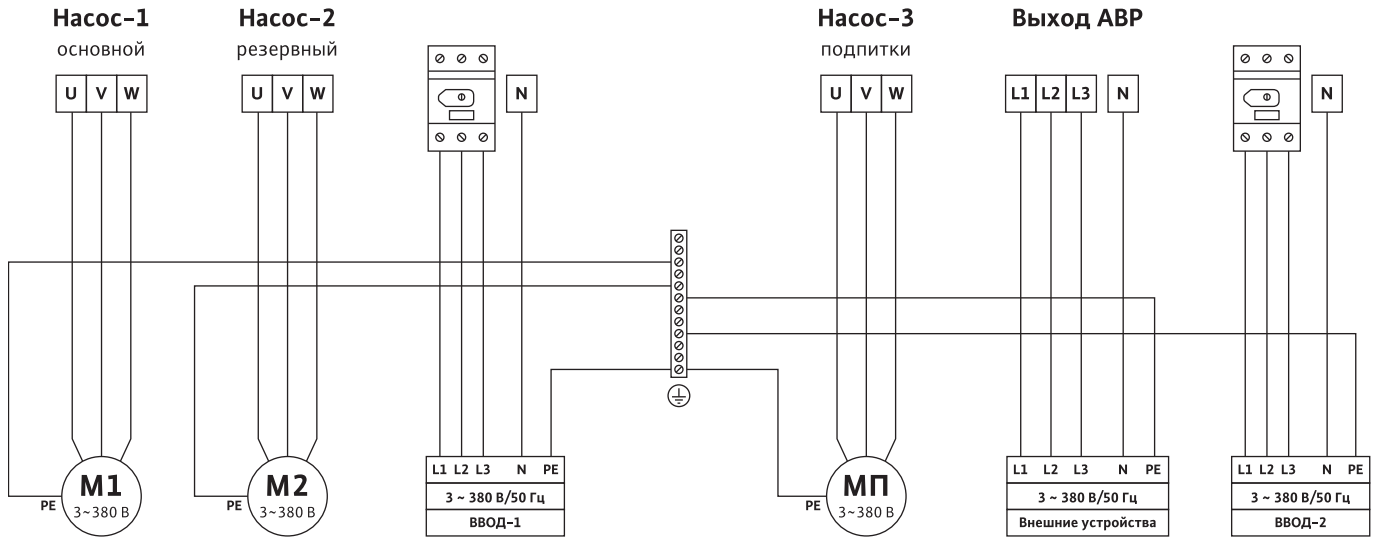 Насос-1 Насос-2 Насос-3 Выход АВР
основной резервный подпитки
U V W U V W N U V W L1 L2 L3 N N
L1 L2 L3 N PE L1 L2 L3 N PE L1 L2 L3 N PE
М1 М2 МП
3 ~ 380 В/50 Гц 3 ~ 380 В/50 Гц 3 ~ 380 В/50 Гц
PE 3~380 В PE 3~380 В PE 3~380 В
ВВОД-1 Внешние устройства ВВОД-2